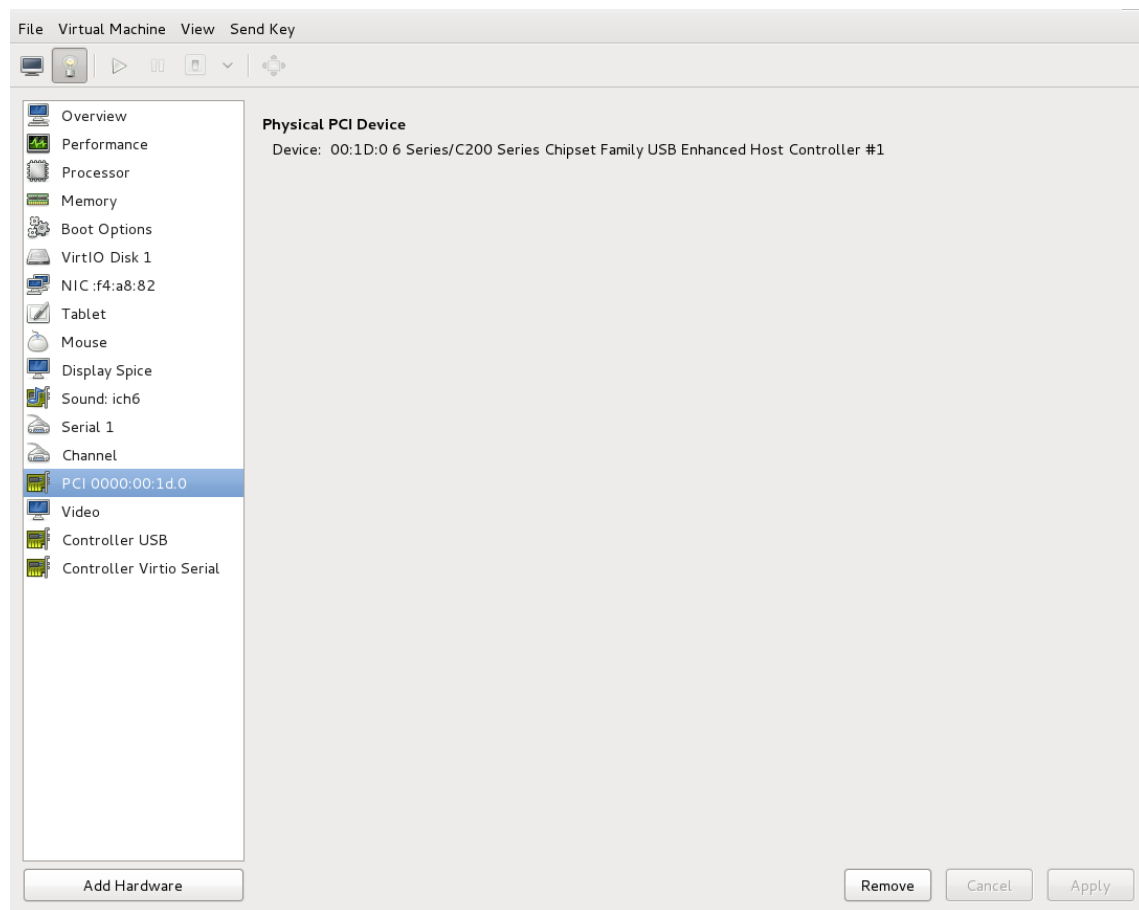 File Virtual Machine View Send Key
Overview
Performance
Processor
Memory
Boot Options
VirtIO Disk 1
NIC :f4:a8:82
Tablet
Mouse
Display Spice
Sound: ich6
Serial 1
Channel
PCI 0000:00:1d.0
Video
Controller USB
Controller Virtio Serial
Add Hardware
Physical PCI Device
Device: 00:1D:0 6 Series/C200 Series Chipset Family USB Enhanced Host Controller #1
Remove Cancel Apply